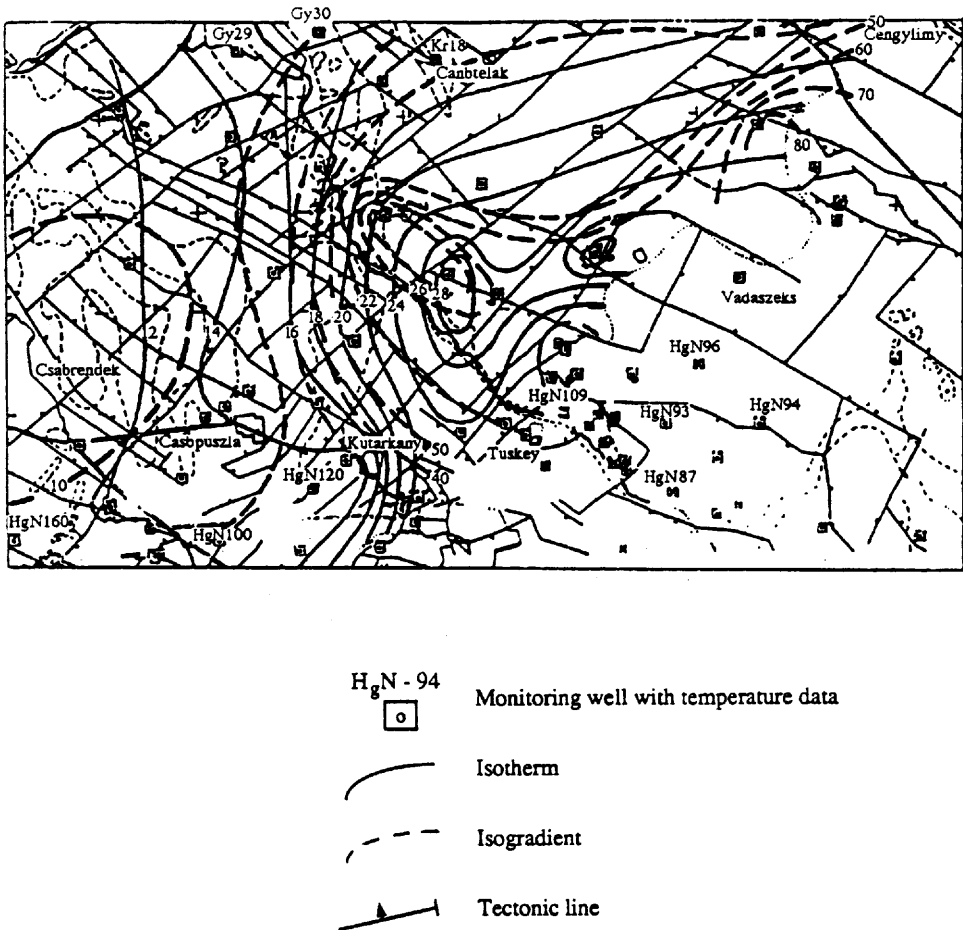 Gy30
Gy29
Kr18
Canbtelak
50
Cengylimy
60
70
80
Vadaszeks
26
28
22
24
18
20
16
14
12
Csabrendek
HgN96
HgN109
HgN93
HgN94
Casopuszla
Kutarkany
50
Tuskey
40
HgN87
HgN120
10
HgN160
HgN100
HgN - 94
Monitoring well with temperature data
Isotherm
Isogradient
Tectonic line